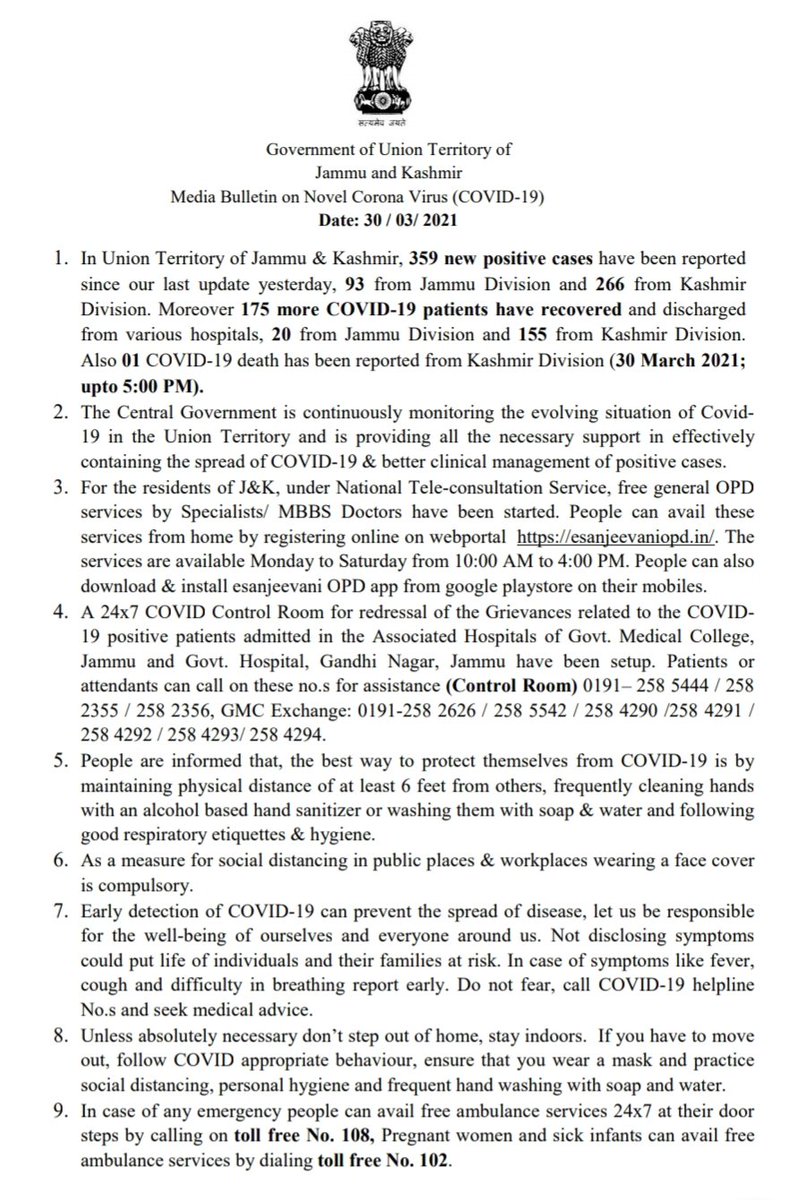 सत्यमेव जयते
Government of Union Territory of
Jammu and Kashmir
Media Bulletin on Novel Corona Virus (COVID-19)
Date: 30 / 03/ 2021
1. In Union Territory of Jammu & Kashmir, 359 new positive cases have been reported
since our last update yesterday, 93 from Jammu Division and 266 from Kashmir
Division. Moreover 175 more COVID-19 patients have recovered and discharged
from various hospitals, 20 from Jammu Division and 155 from Kashmir Division.
Also 01 COVID-19 death has been reported from Kashmir Division (30 March 2021;
upto 5:00 PM).
2. The Central Government is continuously monitoring the evolving situation of Covid-
19 in the Union Territory and is providing all the necessary support in effectively
containing the spread of COVID-19 & better clinical management of positive cases.
3. For the residents of J&K, under National Tele-consultation Service, free general OPD
services by Specialists/ MBBS Doctors have been started. People can avail these
services from home by registering online on webportal https://esanjeevaniopd.in/. The
services are available Monday to Saturday from 10:00 AM to 4:00 PM. People can also
download & install esanjeevani OPD app from google playstore on their mobiles.
4. A 24x7 COVID Control Room for redressal of the Grievances related to the COVID-
19 positive patients admitted in the Associated Hospitals of Govt. Medical College,
Jammu and Govt. Hospital, Gandhi Nagar, Jammu have been setup. Patients or
attendants can call on these no.s for assistance (Control Room) 0191– 258 5444 / 258
2355 / 258 2356, GMC Exchange: 0191-258 2626 / 258 5542 / 258 4290 /258 4291 /
258 4292 / 258 4293/ 258 4294.
5. People are informed that, the best way to protect themselves from COVID-19 is by
maintaining physical distance of at least 6 feet from others, frequently cleaning hands
with an alcohol based hand sanitizer or washing them with soap & water and following
good respiratory etiquettes & hygiene.
6. As a measure for social distancing in public places & workplaces wearing a face cover
is compulsory.
7. Early detection of COVID-19 can prevent the spread of disease, let us be responsible
for the well-being of ourselves and everyone around us. Not disclosing symptoms
could put life of individuals and their families at risk. In case of symptoms like fever,
cough and difficulty in breathing report early. Do not fear, call COVID-19 helpline
No.s and seek medical advice.
8. Unless absolutely necessary don’t step out of home, stay indoors. If you have to move
out, follow COVID appropriate behaviour, ensure that you wear a mask and practice
social distancing, personal hygiene and frequent hand washing with soap and water.
9. In case of any emergency people can avail free ambulance services 24x7 at their door
steps by calling on toll free No. 108, Pregnant women and sick infants can avail free
ambulance services by dialing toll free No. 102.